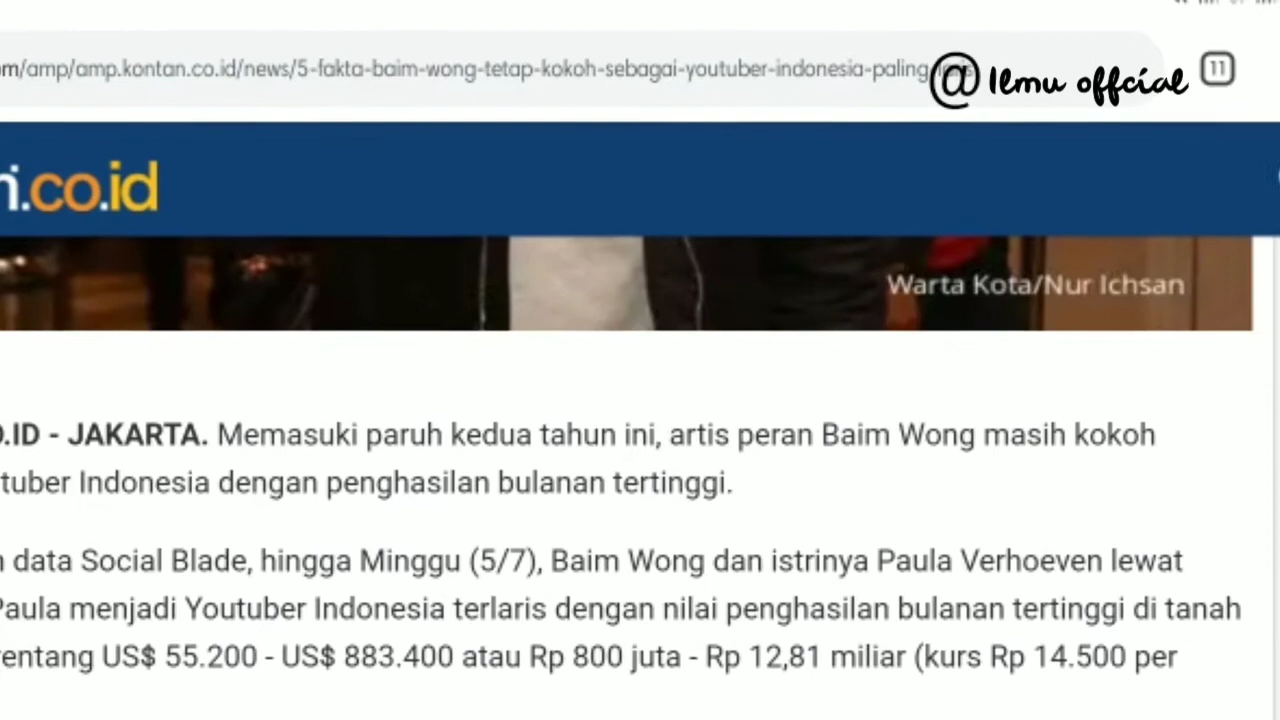 om/amp/amp.kontan.co.id/news/5-fakta-baim-wong-tetap-kokoh-sebagai-youtuber-indonesia-paling
@ Ilmu offcial
11
.co.id
Warta Kota/Nur Ichsan
O.ID - JAKARTA. Memasuki paruh kedua tahun ini, artis peran Baim Wong masih kokoh
tuber Indonesia dengan penghasilan bulanan tertinggi.
data Social Blade, hingga Minggu (5/7), Baim Wong dan istrinya Paula Verhoeven lewat
Paula menjadi Youtuber Indonesia terlaris dengan nilai penghasilan bulanan tertinggi di tanah
rentang US$ 55.200 - US$ 883.400 atau Rp 800 juta - Rp 12,81 miliar (kurs Rp 14.500 per